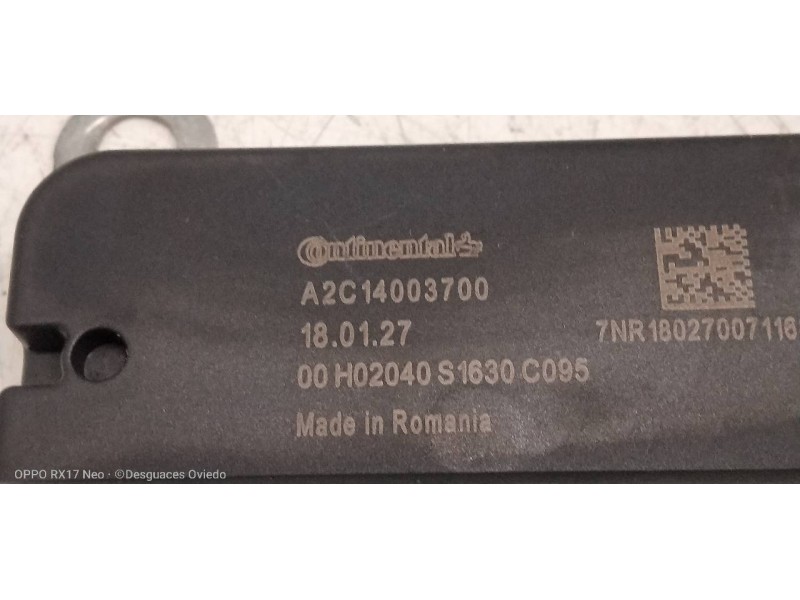 Continental
A2C14003700
18.01.27
7NR18027007116
00 H02040 S1630 C095
Made in Romania
OPPO RX17 Neo · ©Desguaces Oviedo